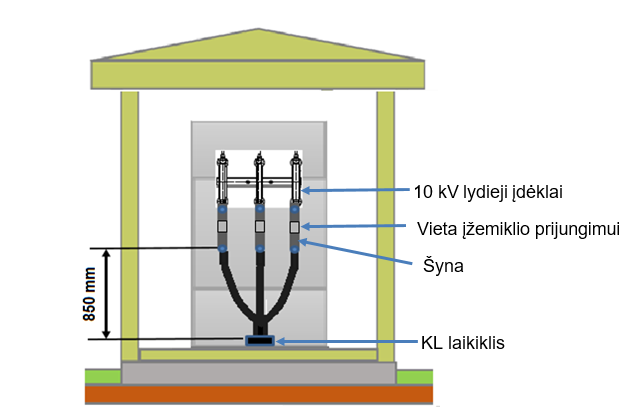 10 kV lydieji įdėklai
Vieta įžemiklio prijungimui
Šyna
850 mm
KL laikiklis